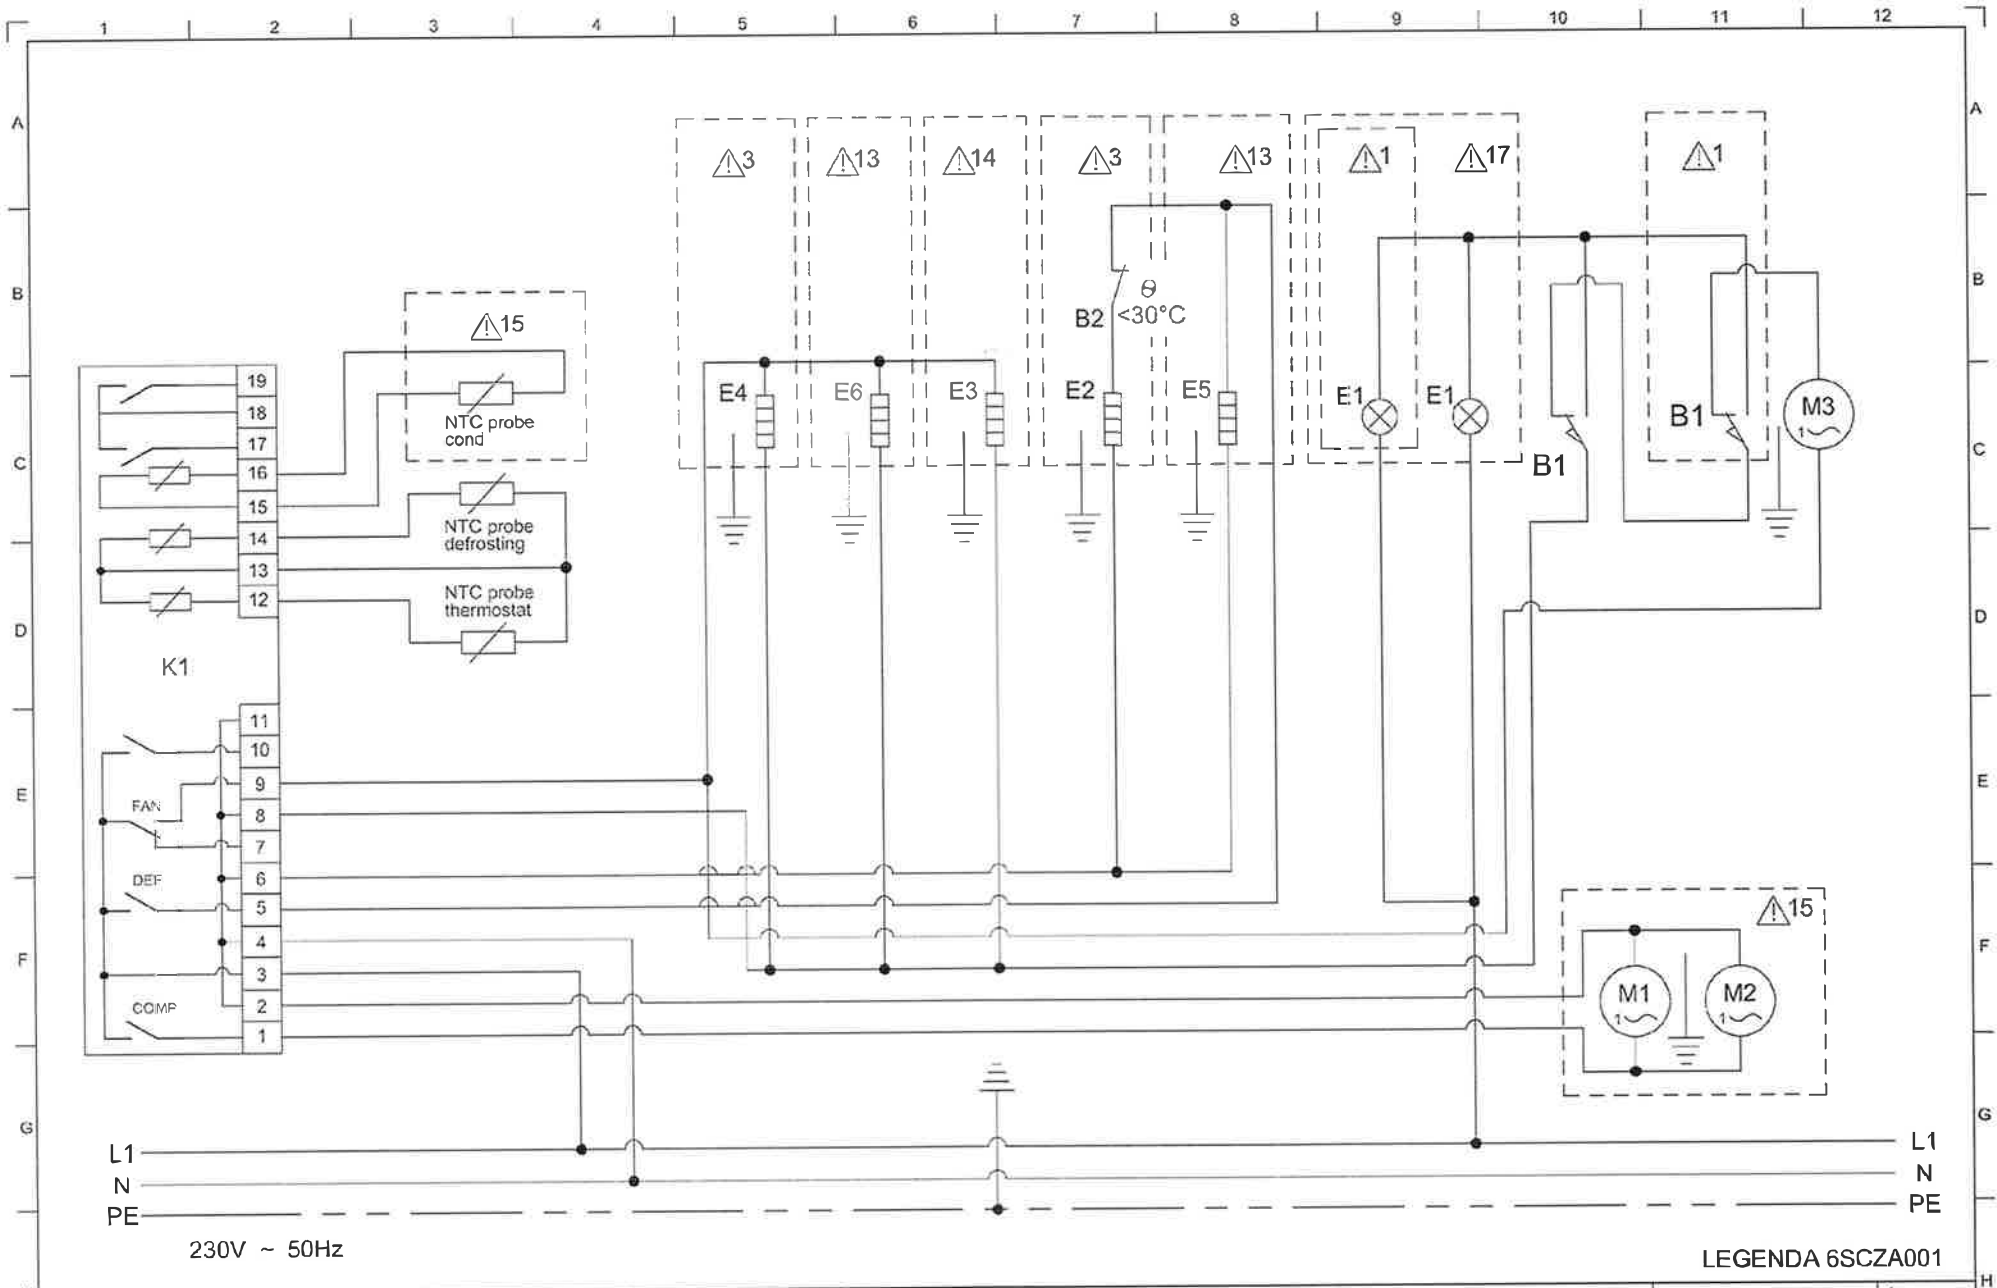 1 2 3 4 5 6 7 8 9 10 11 12
A A
3 13 14 3 13 1 17 1
B B
15
B2 <30°C
19
18
17
16
15
14
13
12
NTC probe
cond
NTC probe
defrosting
NTC probe
thermostat
E4 E6 E3 E2 E5 E1 E1 B1 B1 M3
1
C C
D D
K1
11
10
9
8
7
6
5
4
3
2
1
FAN
DEF
COMP
E E
F F
15
M1 M2
1 1
G G
L1 L1
N N
PE PE
230V ~ 50Hz
LEGENDA 6SCZA001
H